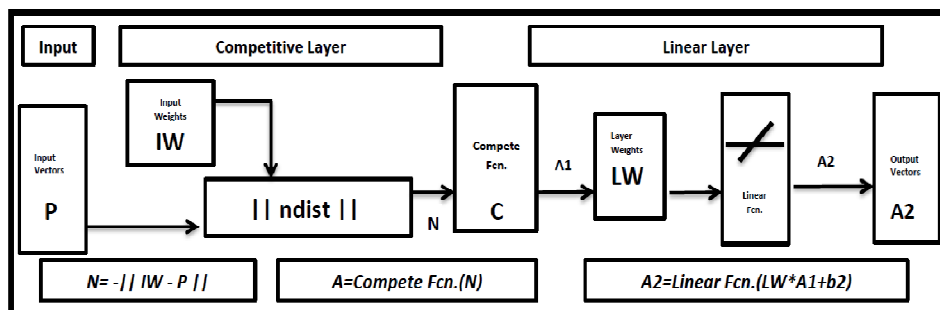 Input
Competitive Layer
Linear Layer
Input
Vectors
P
Input
Weights
IW
|| ndist ||
N
Compete
Fcn.
C
A1
Layer
Weights
LW
Linear
Fcn.
A2
Output
Vectors
A2
N= -|| IW - P ||
A=Compete Fcn.(N)
A2=Linear Fcn.(LW*A1+b2)